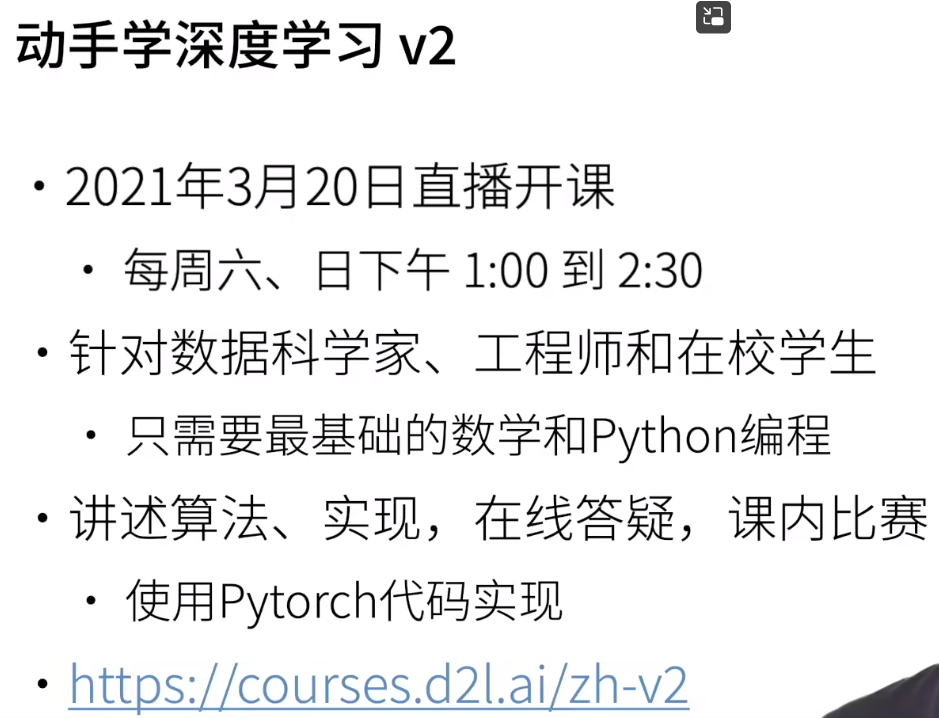 动手学深度学习 v2
• 2021年3月20日直播开课
• 每周六、日下午 1:00 到 2:30
• 针对数据科学家、工程师和在校学生
• 只需要最基础的数学和Python编程
• 讲述算法、实现，在线答疑，课内比赛
• 使用Pytorch代码实现
• https://courses.d2l.ai/zh-v2